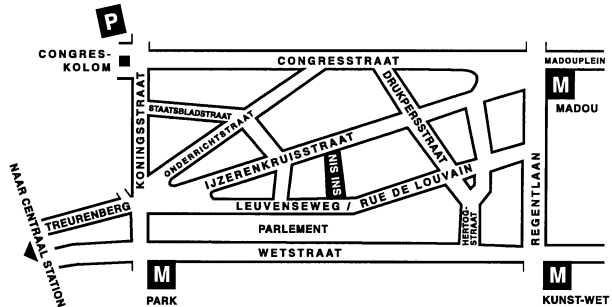 P
CONGRES-
KOLOM
CONGRESSTRAAT
MADOUPLEIN
M
MADOU
KONINGSSTRAAT
STAATSBLADSTRAAT
ONDERRICHTSTRAAT
DRUKPERSSTRAAT
IJZERENKRUISSTRAAT
NIS INS
LEUVENSEWEG / RUE DE LOUVAIN
REGENTLAAN
NAAR CENTRAAL STATION
TREURENBERG
PARLEMENT
HERTOG-
STRAAT
WETSTRAAT
M
PARK
M
KUNST-WET